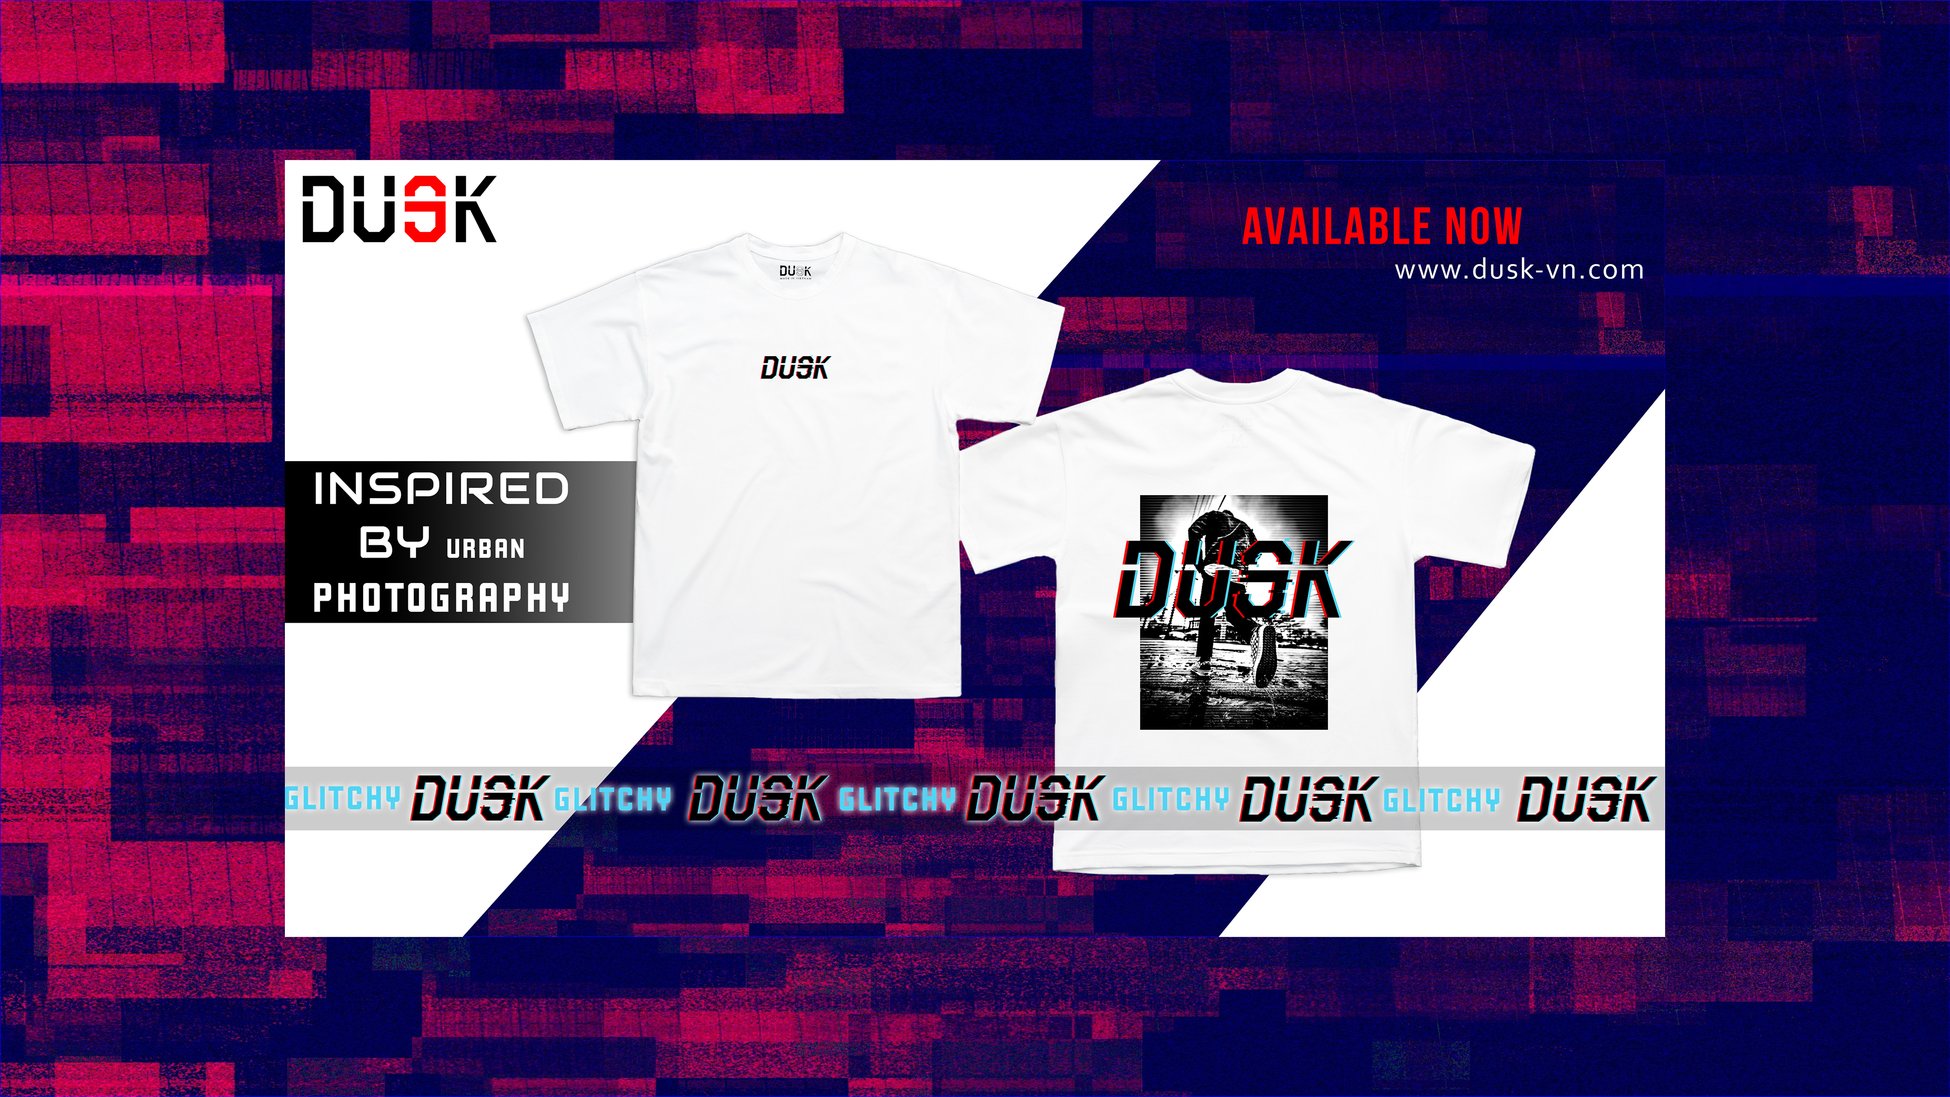 DUSK
AVAILABLE NOW
www.dusk-vn.com
DUSK
DUSK
INSPIRED
BY URBAN
PHOTOGRAPHY
DUSK
GLITCHY DUSK GLITCHY DUSK GLITCHY DUSK GLITCHY DUSK GLITCHY DUSK